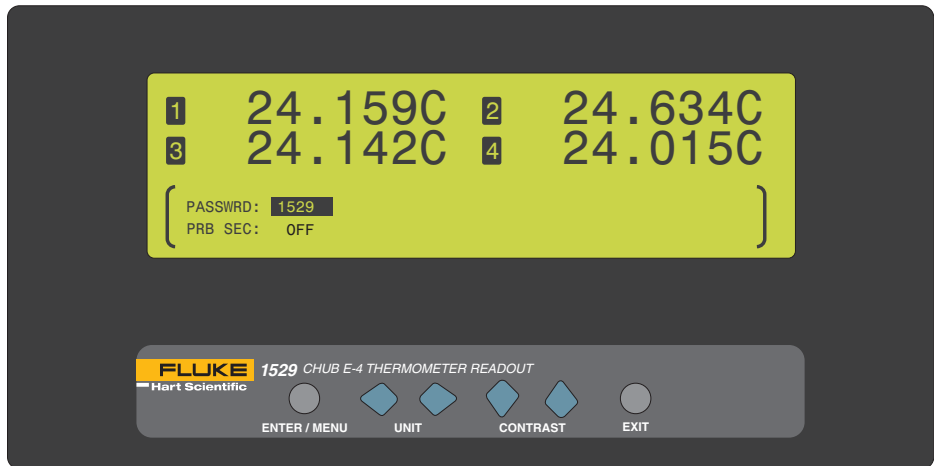 1 24.159C 2 24.634C
3 24.142C 4 24.015C
PASSWRD: 1529
PRB SEC: OFF
FLUKE 1529 CHUB E-4 THERMOMETER READOUT
Hart Scientific
ENTER / MENU UNIT CONTRAST EXIT